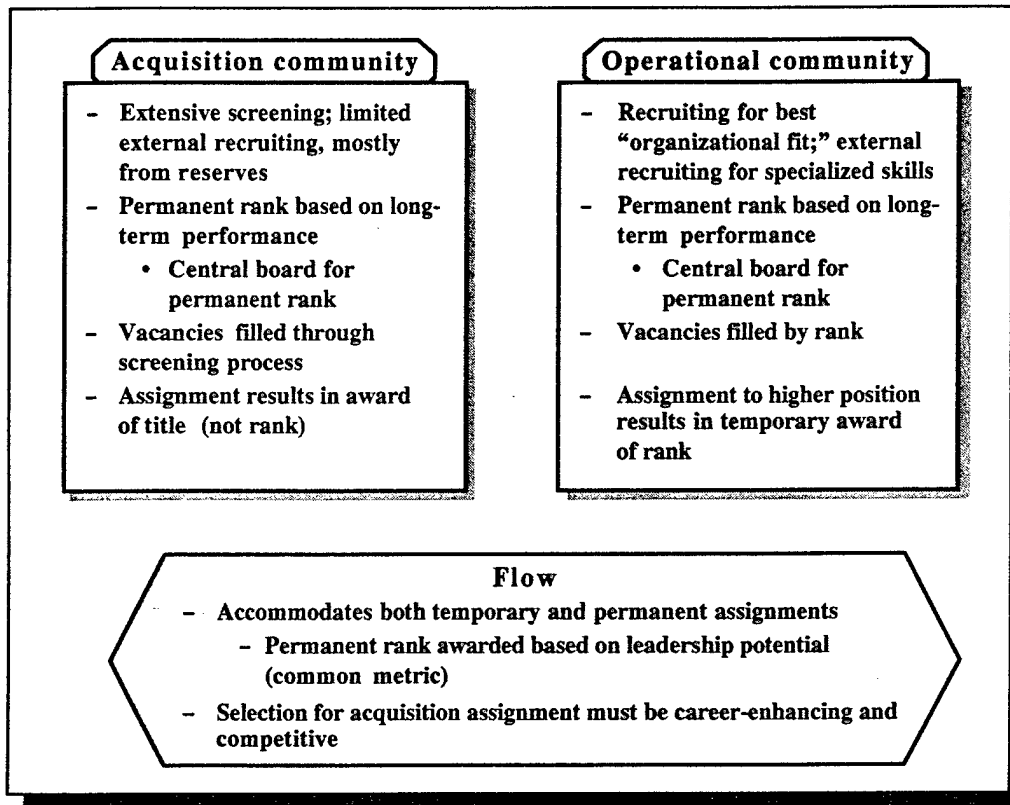 Acquisition community
– Extensive screening; limited
external recruiting, mostly
from reserves
– Permanent rank based on long-
term performance
• Central board for
permanent rank
– Vacancies filled through
screening process
– Assignment results in award
of title (not rank)
Operational community
– Recruiting for best
“organizational fit;” external
recruiting for specialized skills
– Permanent rank based on long-
term performance
• Central board for
permanent rank
– Vacancies filled by rank
– Assignment to higher position
results in temporary award
of rank
Flow
– Accommodates both temporary and permanent assignments
– Permanent rank awarded based on leadership potential
(common metric)
– Selection for acquisition assignment must be career-enhancing and
competitive